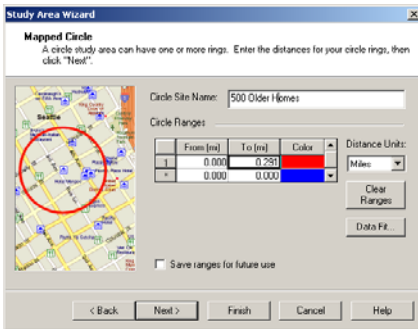 Study Area Wizard
Mapped Circle
A circle study area can have one or more rings. Enter the distances for your circle rings, then
click "Next".
Circle Site Name: 500 Older Homes
Circle Ranges
From [mi] To [mi] Color
1 0.000 0.291
* 0.000 0.000
Distance Units:
Miles
Clear
Ranges
Data Fit...
Seattle
Save ranges for future use
< Back Next > Finish Cancel Help